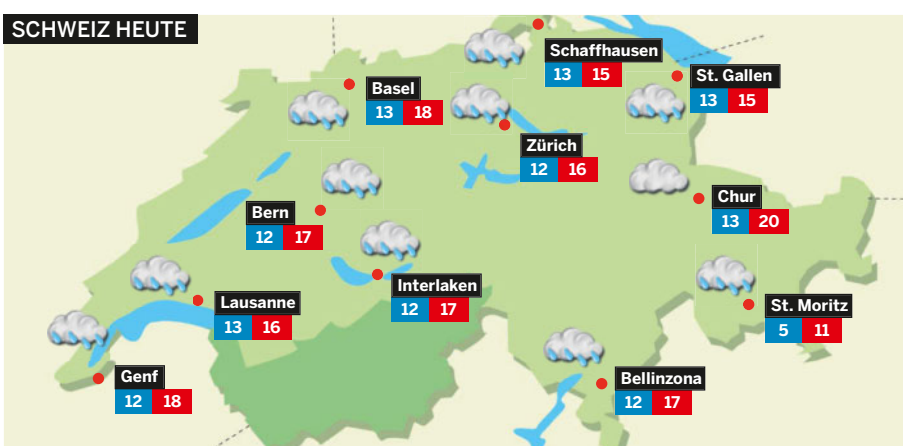 SCHWEIZ HEUTE
Schaffhausen
13 15
St. Gallen
13 15
Basel
13 18
Zürich
12 16
Chur
13 20
Bern
12 17
Interlaken
12 17
Lausanne
13 16
St. Moritz
5 11
Genf
12 18
Bellinzona
12 17